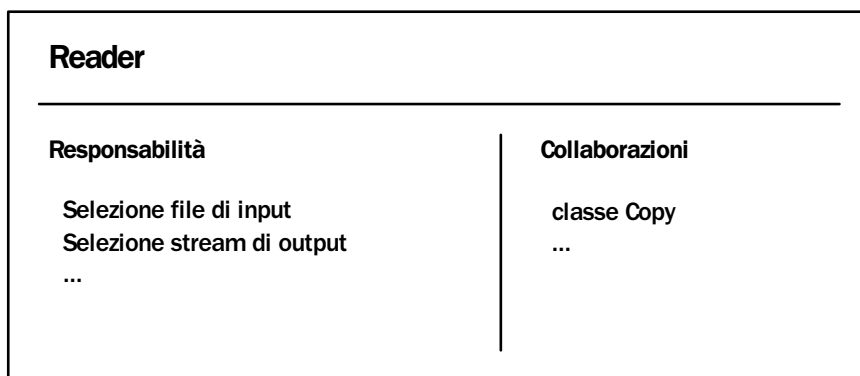 Reader
Responsabilità
Selezione file di input
Selezione stream di output
...
Collaborazioni
classe Copy
...